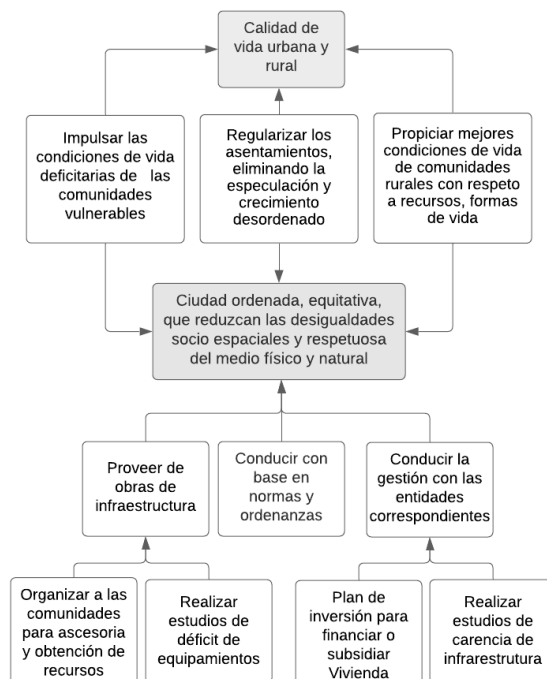 Calidad de
vida urbana y
rural
Impulsar las
condiciones de vida
deficitarias de las
comunidades
vulnerables
Regularizar los
asentamientos,
eliminando la
especulación y
crecimiento
desordenado
Propiciar mejores
condiciones de vida
de comunidades
rurales con respeto
a recursos, formas
de vida
Ciudad ordenada, equitativa,
que reduzcan las desigualdades
socio espaciales y respetuosa
del medio físico y natural
Proveer de
obras de
infraestructura
Conducir con
base en
normas y
ordenanzas
Conducir la
gestión con las
entidades
correspondientes
Organizar a las
comunidades
para ascesoria
y obtención de
recursos
Realizar
estudios de
déficit de
equipamientos
Plan de
inversión para
financiar o
subsidiar
Vivienda
Realizar
estudios de
carencia de
infrarestrutura